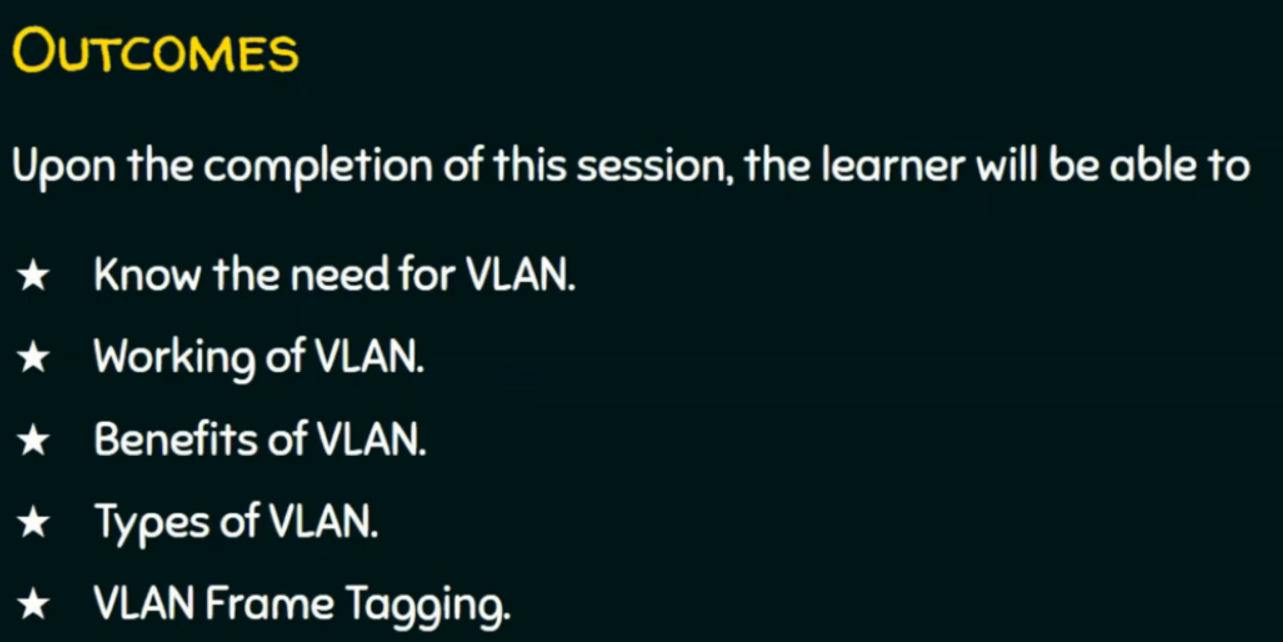 OUTCOMES
Upon the completion of this session, the learner will be able to
★ Know the need for VLAN.
★ Working of VLAN.
★ Benefits of VLAN.
★ Types of VLAN.
★ VLAN Frame Tagging.